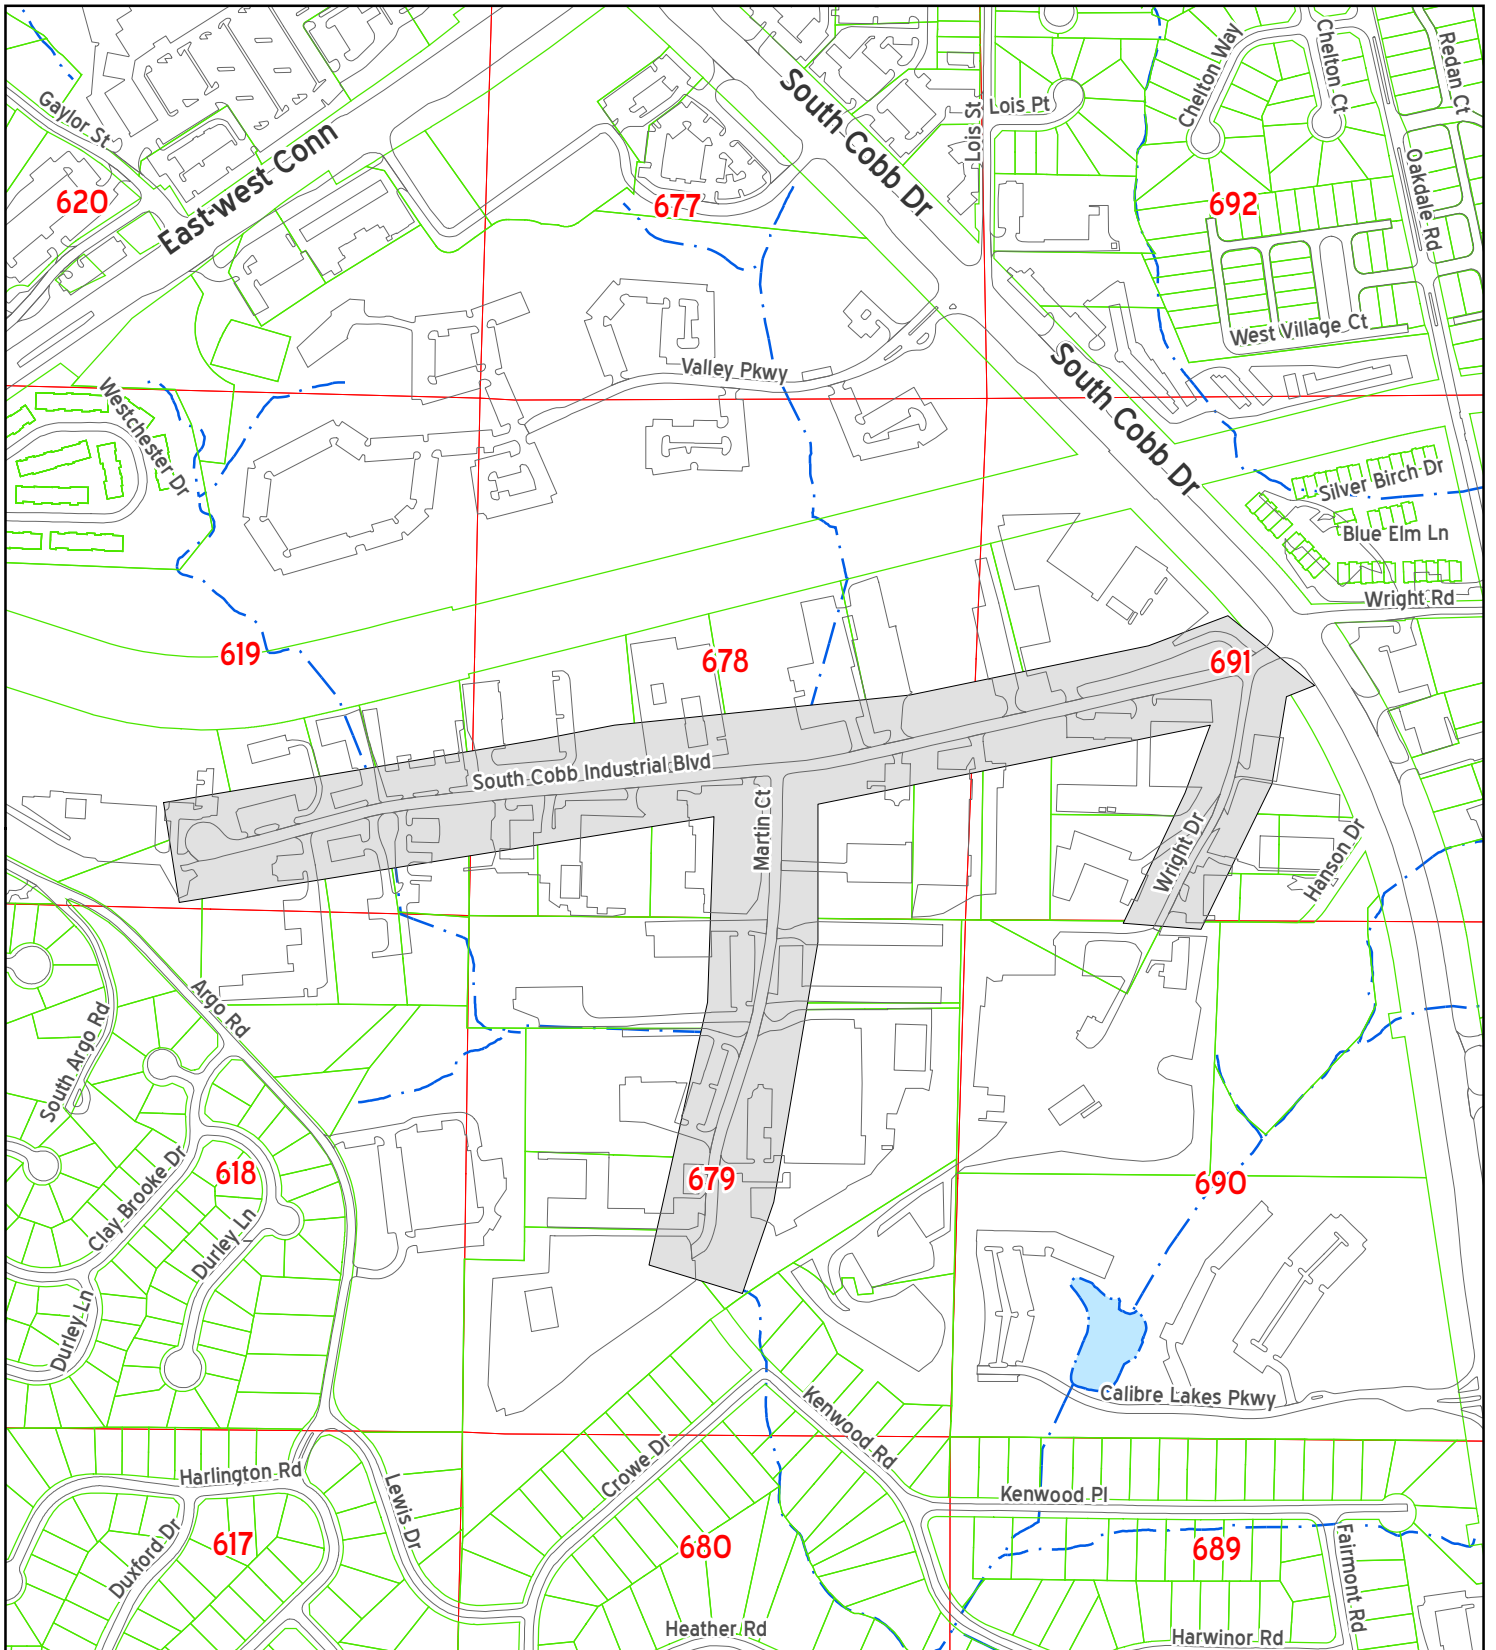 Gaylor St
East-west Conn
620
South Cobb Dr
677
Lois St
Lois Pt
Chelton Way
Chelton Ct
Redan Ct
Oakdale Rd
692
West Village Ct
Valley Pkwy
Westchester Dr
South Cobb Dr
Silver Birch Dr
Blue Elm Ln
Wright Rd
619
678
691
South Cobb Industrial Blvd
Martin Ct
Wright Dr
Hanson Dr
Argo Rd
South Argo Rd
Clay Brooke Dr
618
Durley Ln
Durley Ln
679
690
Calibre Lakes Pkwy
Kenwood Rd
Crowe Dr
Harlington Rd
Lewis Dr
Duxford Dr
617
680
Kenwood Pl
689
Fairmont Rd
Heather Rd
Harwinor Rd